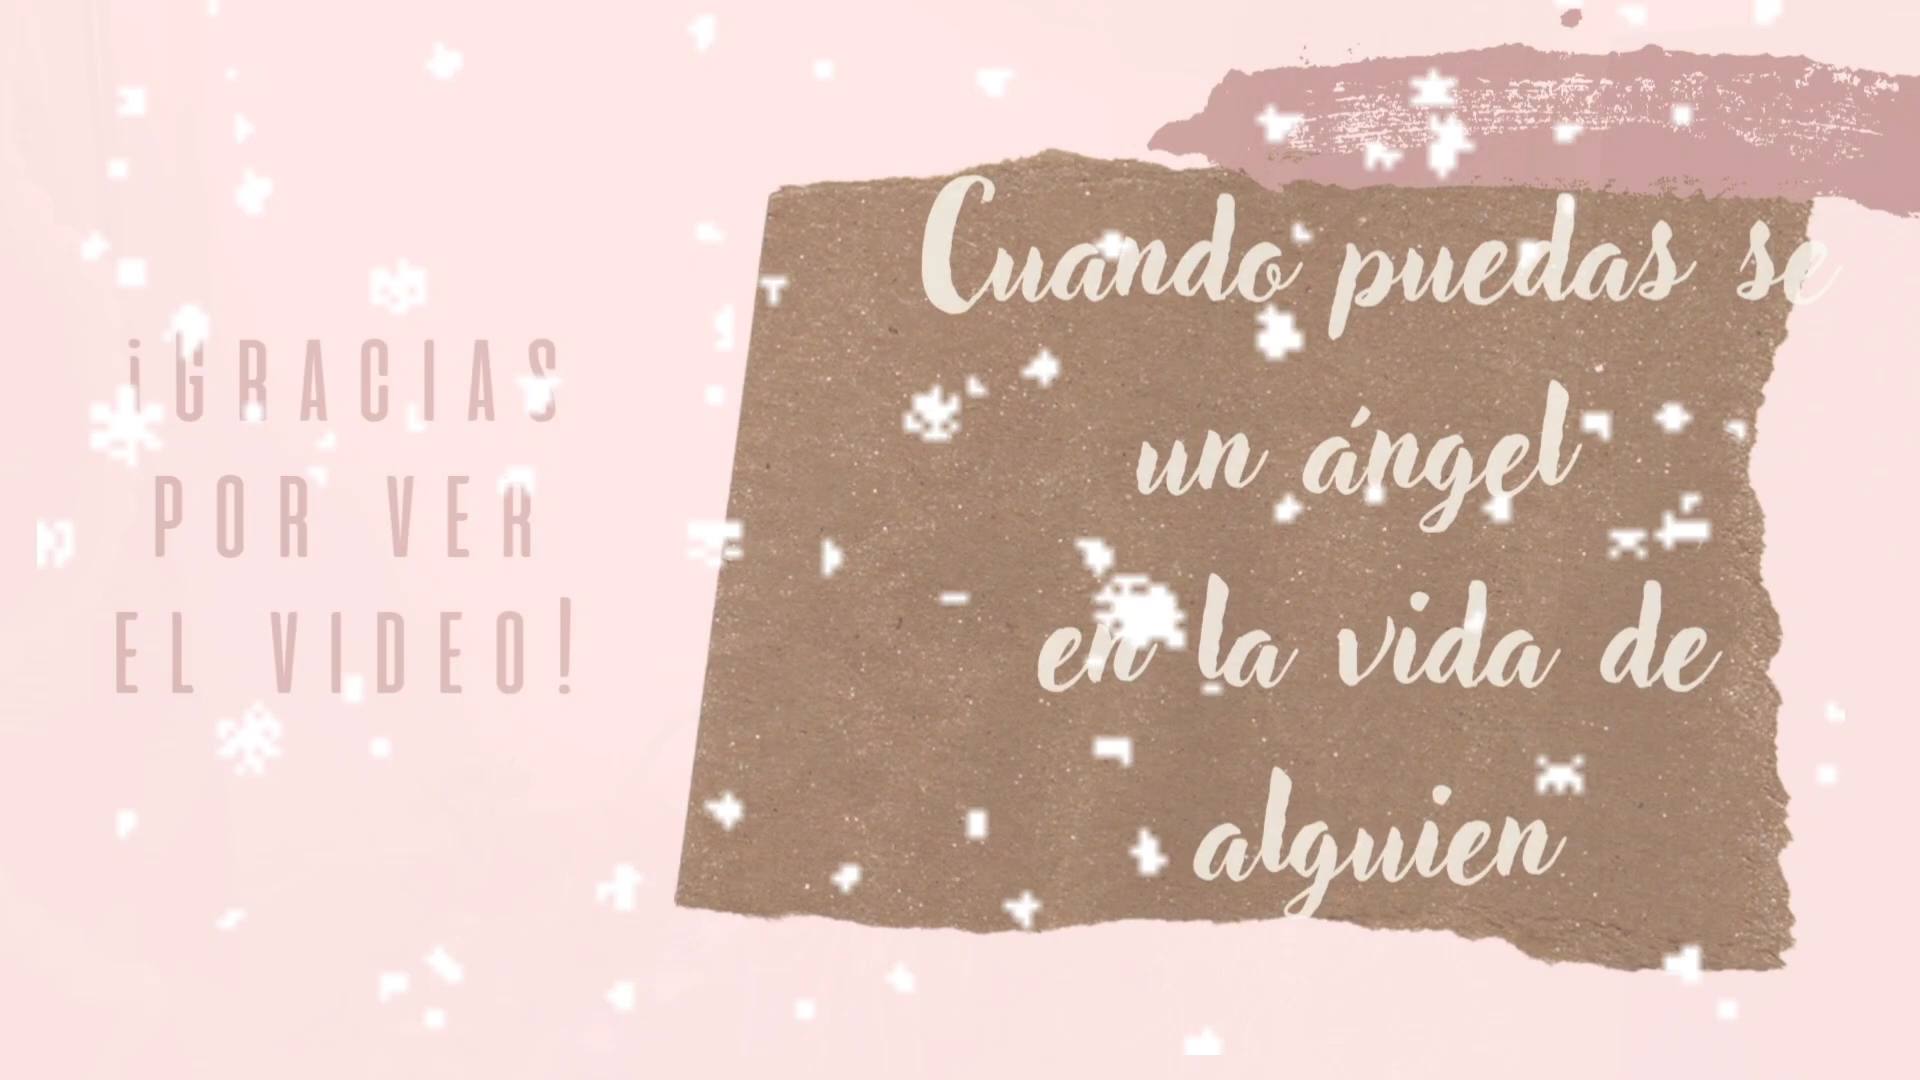 ¡GRACIAS
POR VER
EL VIDEO!
Cuando puedas se
un ángel
en la vida de
alguien